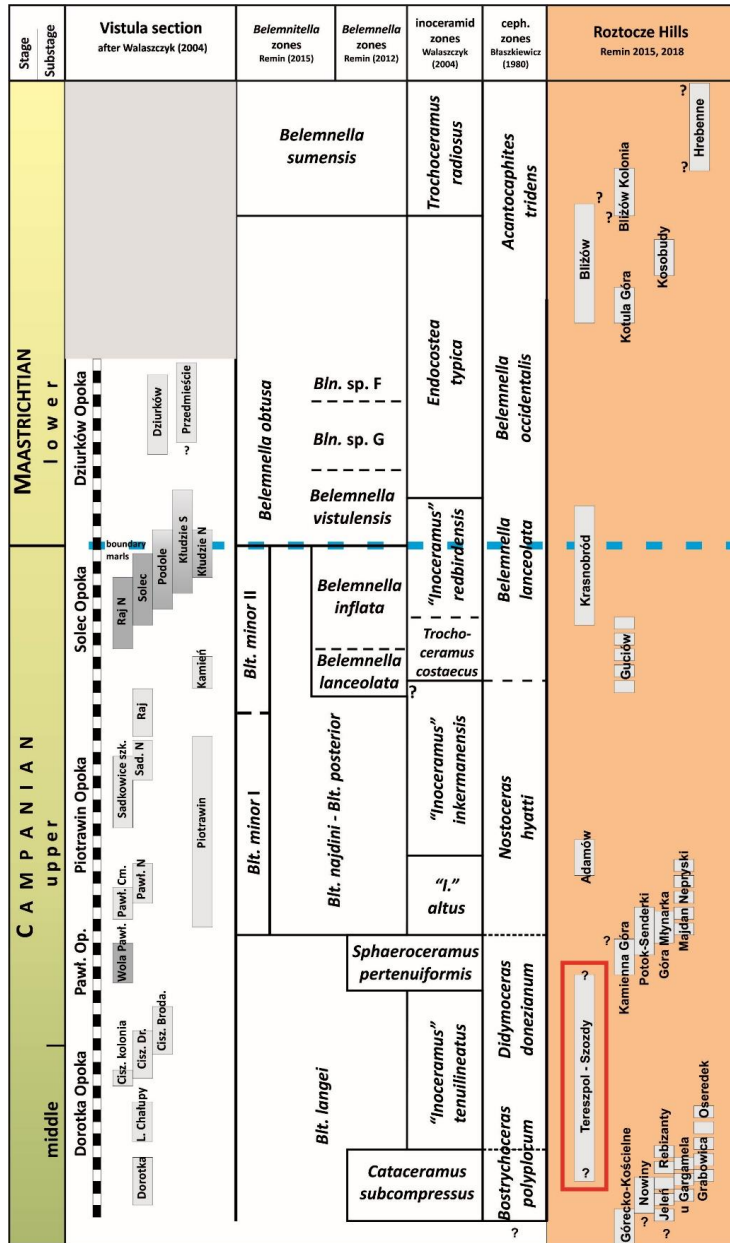 Stage
Substage
Vistula section
after Walaszczyk (2004)
Belemnitella
zones
Remin (2015)
Belemnella
zones
Remin (2012)
inoceramid
zones
Walaszczyk
(2004)
ceph.
zones
Błaszkiewicz
(1980)
Roztocze Hills
Remin 2015, 2018
MAASTRICHTIAN
lower
CAMPANIAN
upper
middle
Dziurków Opoka
Solec Opoka
Piotrawin Opoka
Pawł. Op.
Dorotka Opoka
boundary
marls
Dziurków
Przedmieście
?
Kłudzie S
Kłudzie N
Podole
Solec
Raj N
Kamień
Raj
Sad. N
Sadkowice szk.
Piotrawin
Pawł. N
Pawł. Cm.
Wola Pawł.
Cisz. Broda.
Cisz. Dr.
Cisz. kolonia
L. Chałupy
Dorotka
Belemnella
sumensis
Belemnella obtusa
Bln. sp. F
Bln. sp. G
Belemnella
vistulensis
Blt. minor II
Belemnella
inflata
Belemnella
lanceolata
Blt. minor I
Blt. najdini - Blt. posterior
Blt. langei
Trochoceramus
radiosus
Endocostea
typica
"Inoceramus"
redbirdensis
Trocho-
ceramus
costaecus
?
"Inoceramus"
inkermanensis
"I."
altus
Sphaeroceramus
pertenuiformis
"Inoceramus"
tenuilineatus
Cataceramus
subcompressus
Acantocaphites
tridens
Belemnella
occidentalis
Belemnella
lanceolata
Nostoceras
hyatti
Didymoceras
donezianum
Bostrychoceras
polyplotum
?
?
Hrebenne
?
?
Bliżów Kolonia
?
Bliżów
Kosobudy
Kotula Góra
Krasnobród
Guciów
Adamów
Majdan Nepryski
Góra Młynarka
Potok-Senderki
?
Kamienna Góra
?
Tereszpol - Szozdy
?
Oseredek
Grabowica
u Gargamela
Rebizanty
Jeleń
?
Nowiny
?
Górecko-Kościelne